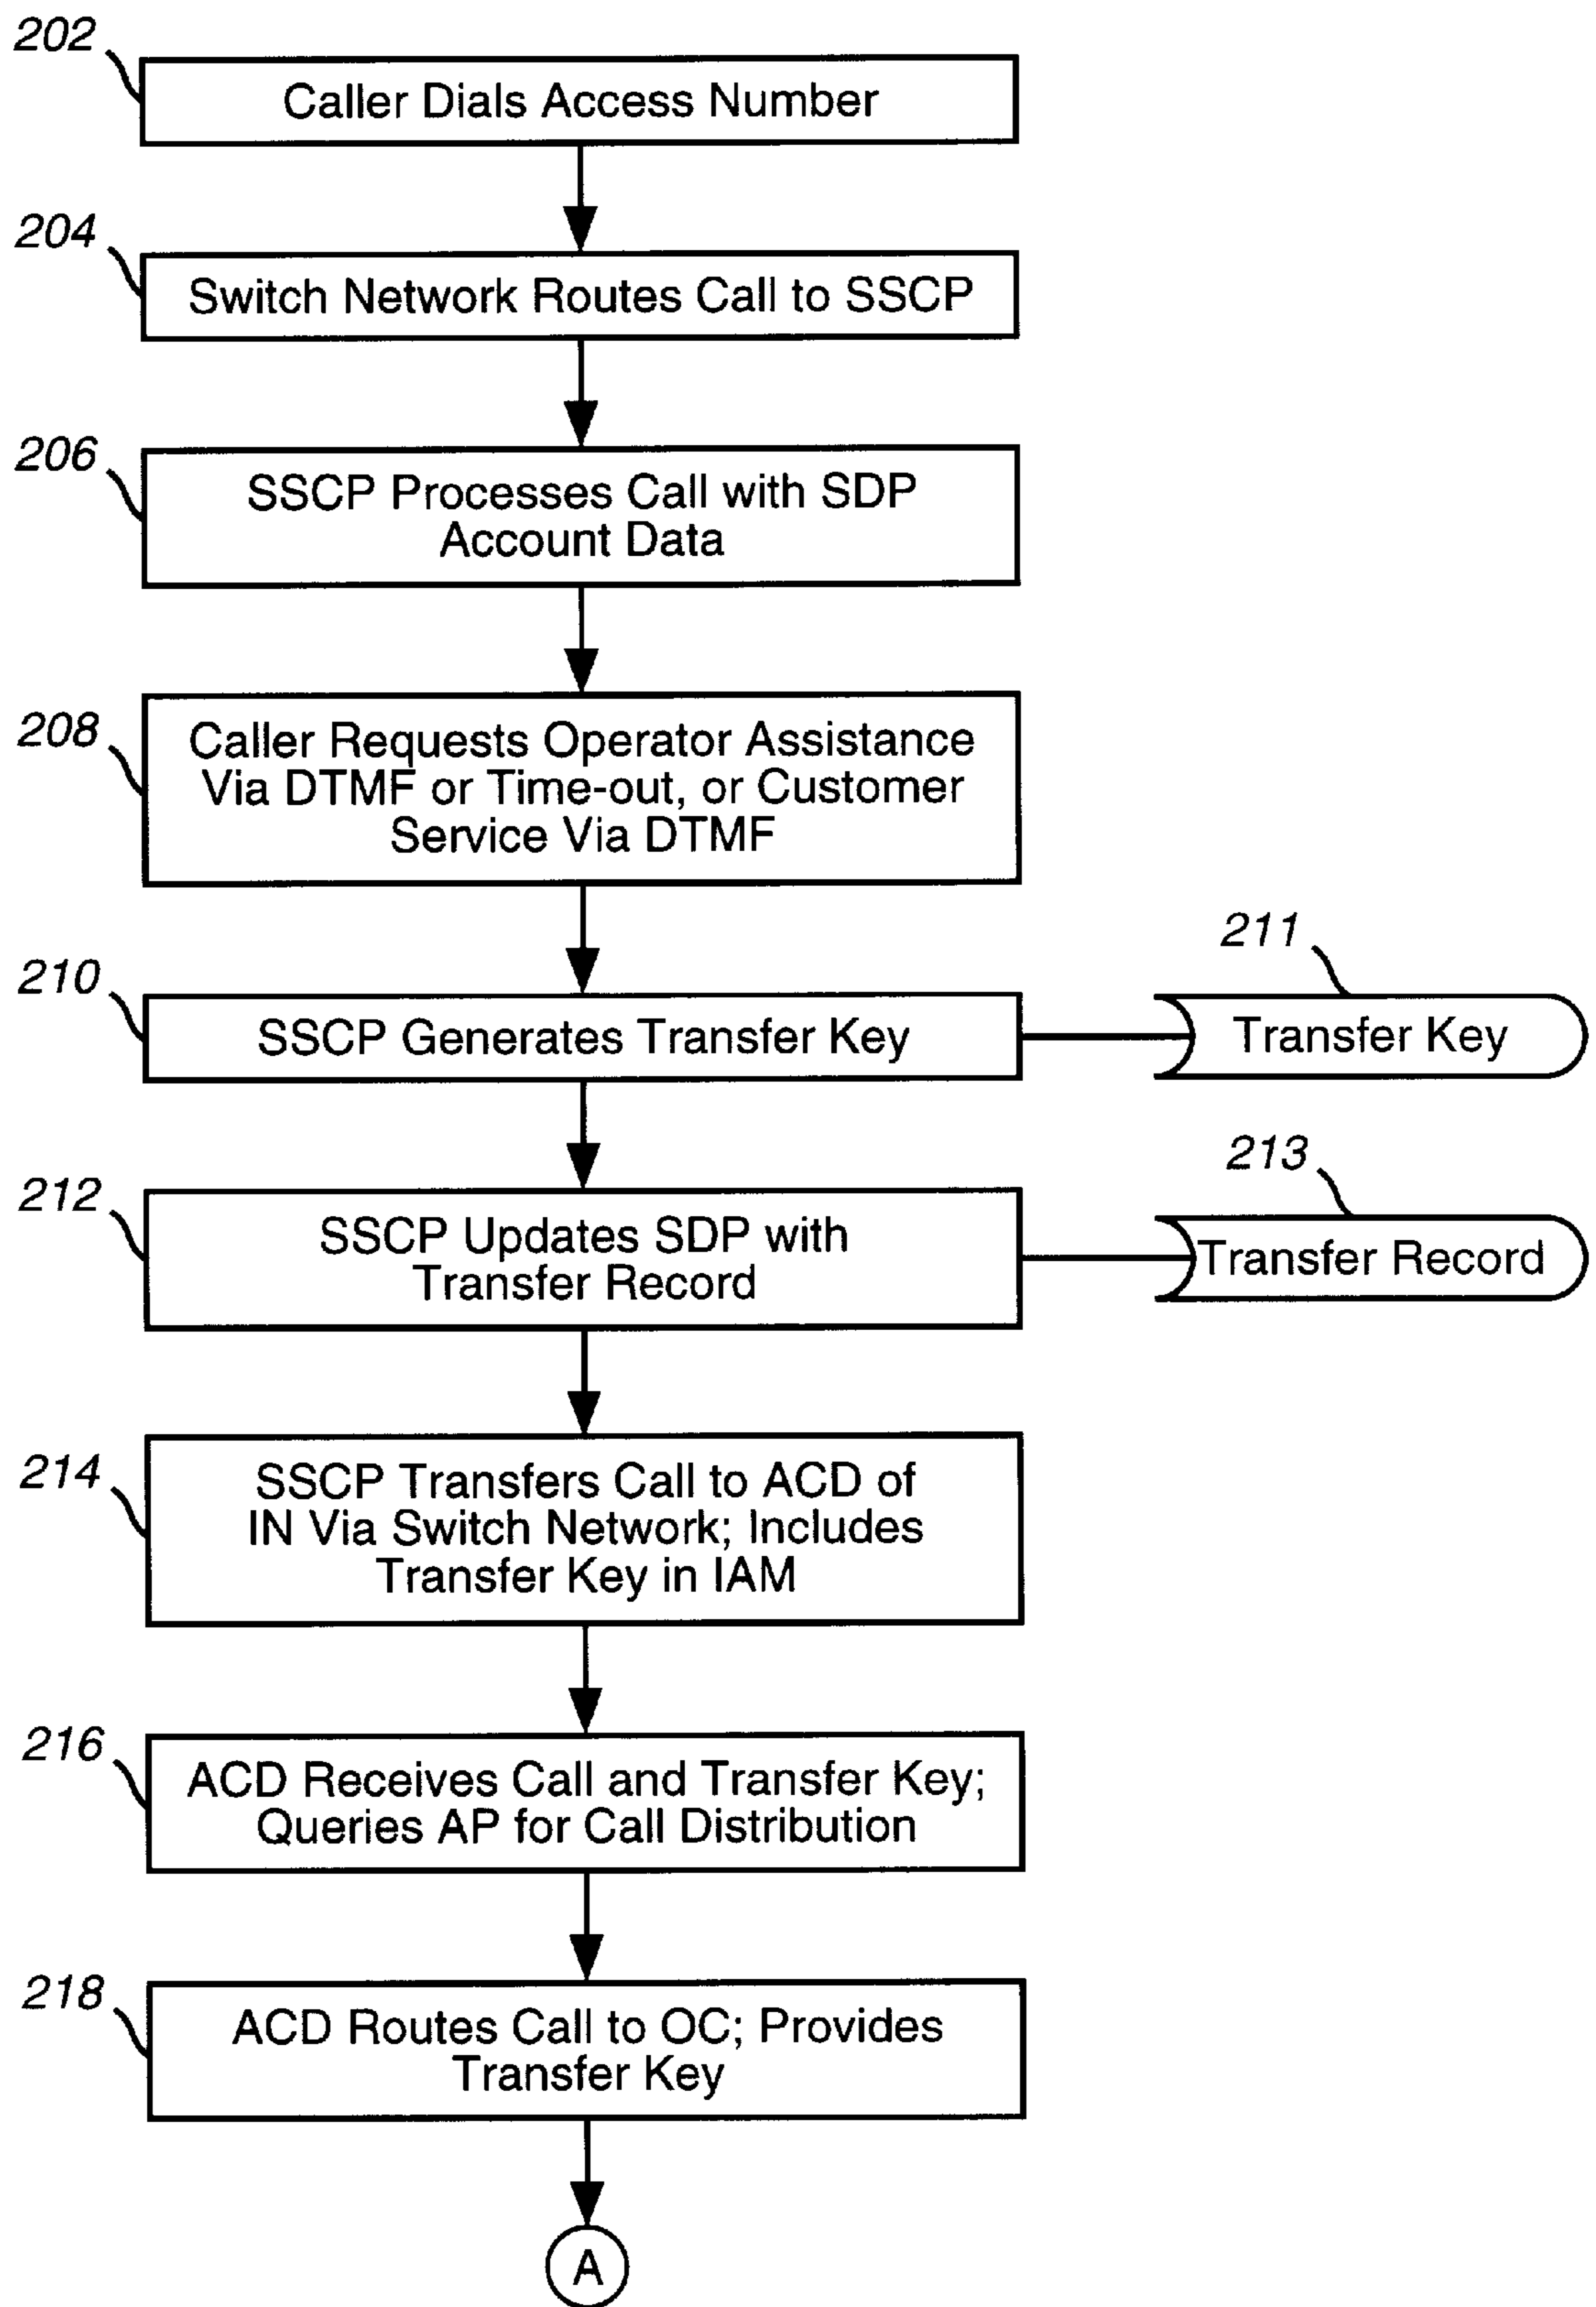 202
Caller Dials Access Number
204
Switch Network Routes Call to SSCP
206
SSCP Processes Call with SDP
Account Data
208
Caller Requests Operator Assistance
Via DTMF or Time-out, or Customer
Service Via DTMF
210
SSCP Generates Transfer Key
211
Transfer Key
212
SSCP Updates SDP with
Transfer Record
213
Transfer Record
214
SSCP Transfers Call to ACD of
IN Via Switch Network; Includes
Transfer Key in IAM
216
ACD Receives Call and Transfer Key;
Queries AP for Call Distribution
218
ACD Routes Call to OC; Provides
Transfer Key
A